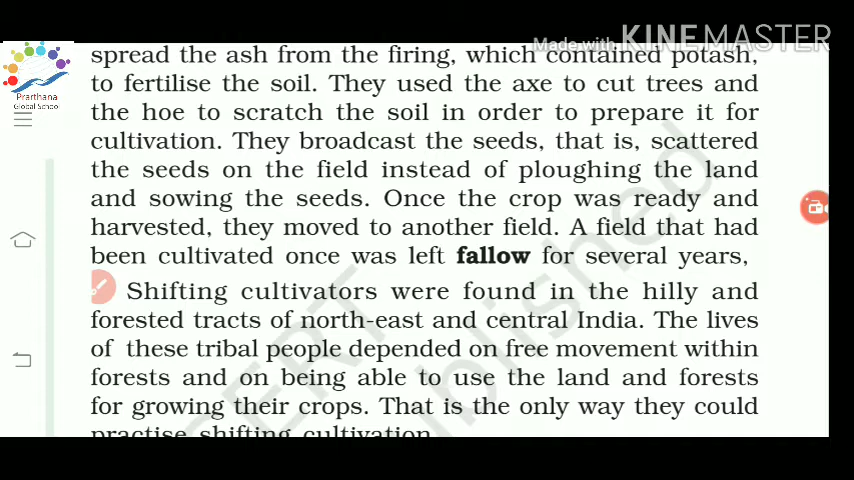 Made with KINEMASTER
spread the ash from the firing, which contained potash,
to fertilise the soil. They used the axe to cut trees and
the hoe to scratch the soil in order to prepare it for
cultivation. They broadcast the seeds, that is, scattered
the seeds on the field instead of ploughing the land
and sowing the seeds. Once the crop was ready and
harvested, they moved to another field. A field that had
been cultivated once was left fallow for several years,
Shifting cultivators were found in the hilly and
forested tracts of north-east and central India. The lives
of these tribal people depended on free movement within
forests and on being able to use the land and forests
for growing their crops. That is the only way they could
practise shifting cultivation.
Prarthana
Global School